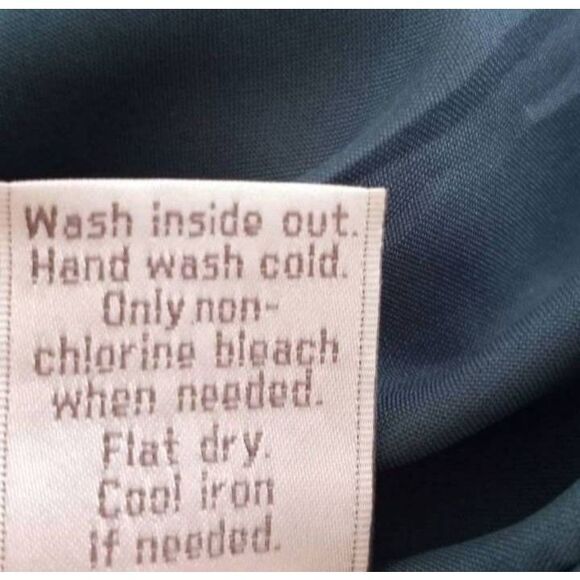 Wash inside out.
Hand wash cold.
Only non-
chlorine bleach
when needed.
Flat dry.
Cool iron
if needed.